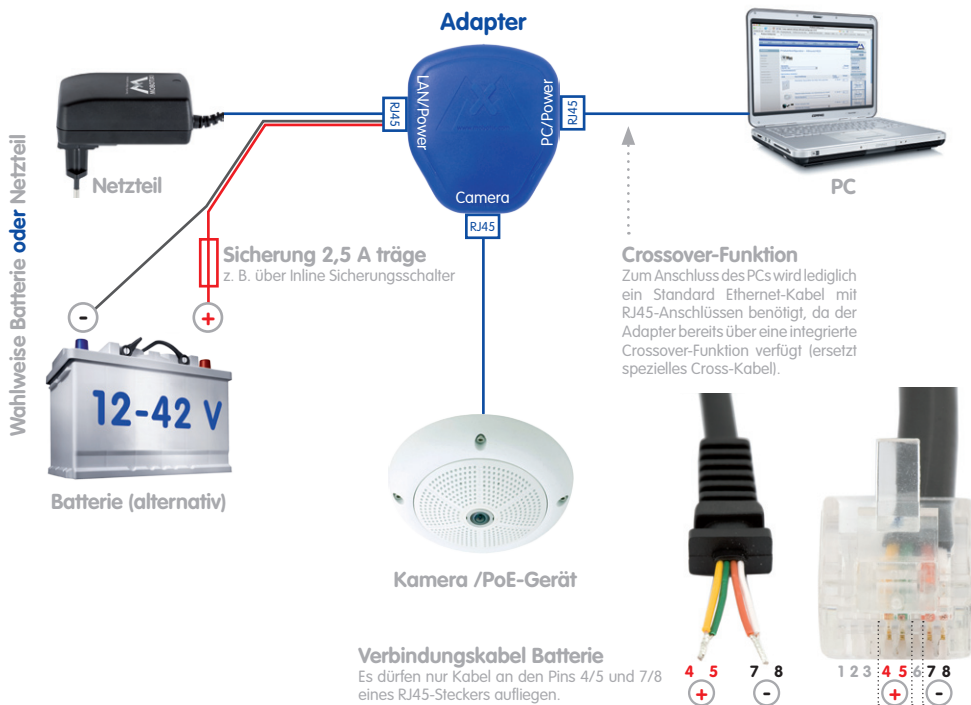 Adapter
LAN/Power
RJ45
PC/Power
RJ45
Camera
RJ45
Netzteil
PC
Wahlweise Batterie oder Netzteil
Sicherung 2,5 A träge
z. B. über Inline Sicherungsschalter
-
+
12-42 V
Batterie (alternativ)
Crossover-Funktion
Zum Anschluss des PCs wird lediglich
ein Standard Ethernet-Kabel mit
RJ45-Anschlüssen benötigt, da der
Adapter bereits über eine integrierte
Crossover-Funktion verfügt (ersetzt
spezielles Cross-Kabel).
Kamera /PoE-Gerät
Verbindungskabel Batterie
Es dürfen nur Kabel an den Pins 4/5 und 7/8
eines RJ45-Steckers aufliegen.
4 5 7 8
+ -
1 2 3 4 5 6 7 8
+ -